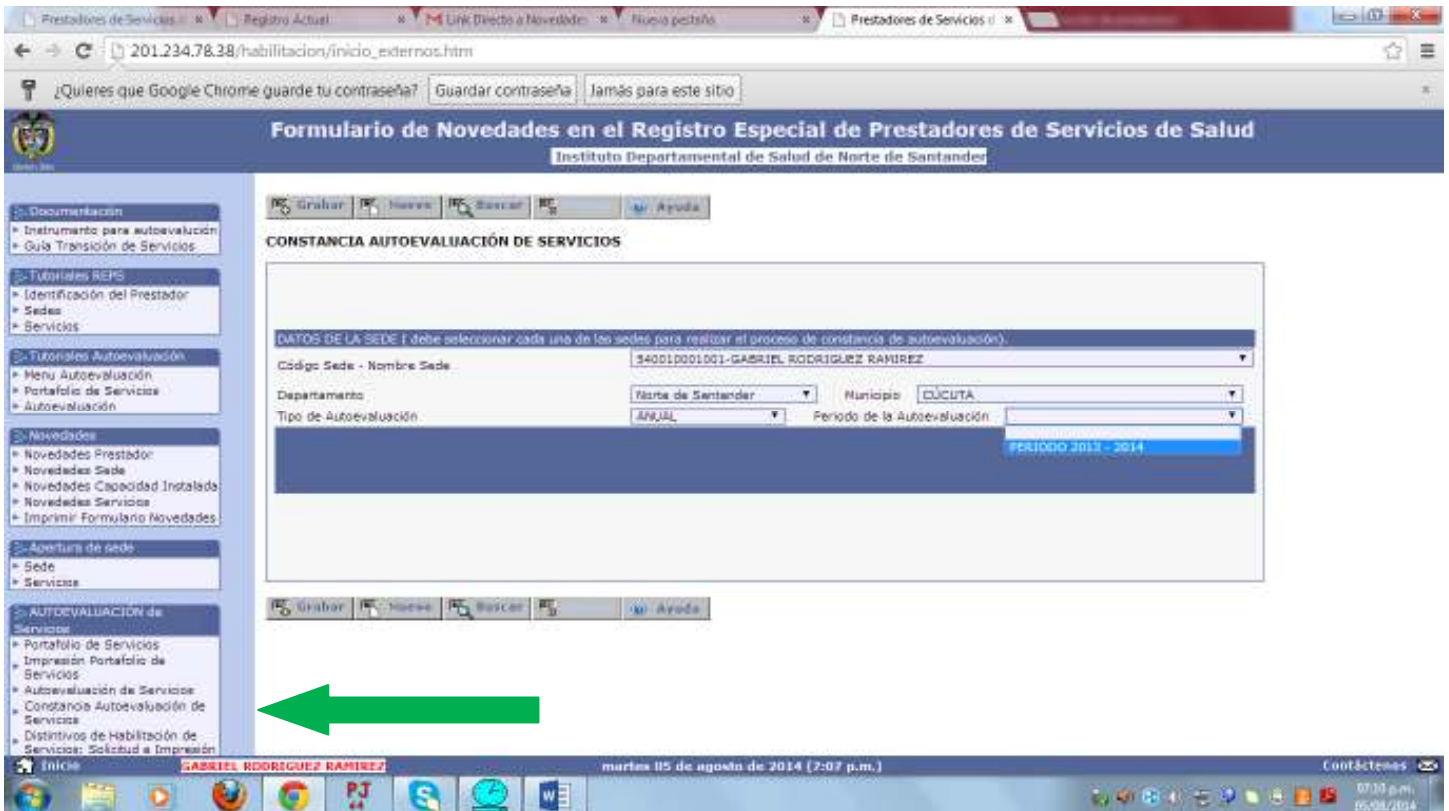 Prestadores de Servicios
Registro Actual
Link Directo a Novedades
Nueva pestaña
Prestadores de Servicios d
201.234.78.38/habilitacion/inicio_externos.htm
¿Quieres que Google Chrome guarde tu contraseña? Guardar contraseña Jamás para este sitio
Formulario de Novedades en el Registro Especial de Prestadores de Servicios de Salud
Instituto Departamental de Salud de Norte de Santander
Documentación
Instrumento para autoevalución
Guía Transición de Servicios
Tutoriales REPS
Identificación del Prestador
Sedes
Servicios
Tutoriales Autoevaluación
Menu Autoevaluación
Portafolio de Servicios
Autoevaluación
Novedades
Novedades Prestador
Novedades Sede
Novedades Capacidad Instalada
Novedades Servicios
Imprimir Formulario Novedades
Apertura de sede
Sede
Servicios
AUTOEVALUACIÓN de
Servicios
Portafolio de Servicios
Impresión Portafolio de
Servicios
Autoevaluación de Servicios
Constancia Autoevaluación de
Servicios
Distintivos de Habilitación de
Servicios: Solicitud e Impresión
Grabar Nuevo Buscar Ayuda
CONSTANCIA AUTOEVALUACIÓN DE SERVICIOS
DATOS DE LA SEDE ( debe seleccionar cada una de las sedes para realizar el proceso de constancia de autoevaluación).
Código Sede - Nombre Sede 540010001001-GABRIEL RODRIGUEZ RAMIREZ
Departamento Norte de Santander Municipio CÚCUTA
Tipo de Autoevaluación ANUAL Periodo de la Autoevaluación
PERIODO 2013 - 2014
Grabar Nuevo Buscar Ayuda
Inicio GABRIEL RODRIGUEZ RAMIREZ martes 05 de agosto de 2014 (7:07 p.m.) Contáctenos
PJ
07:10 p.m.
05/08/2014